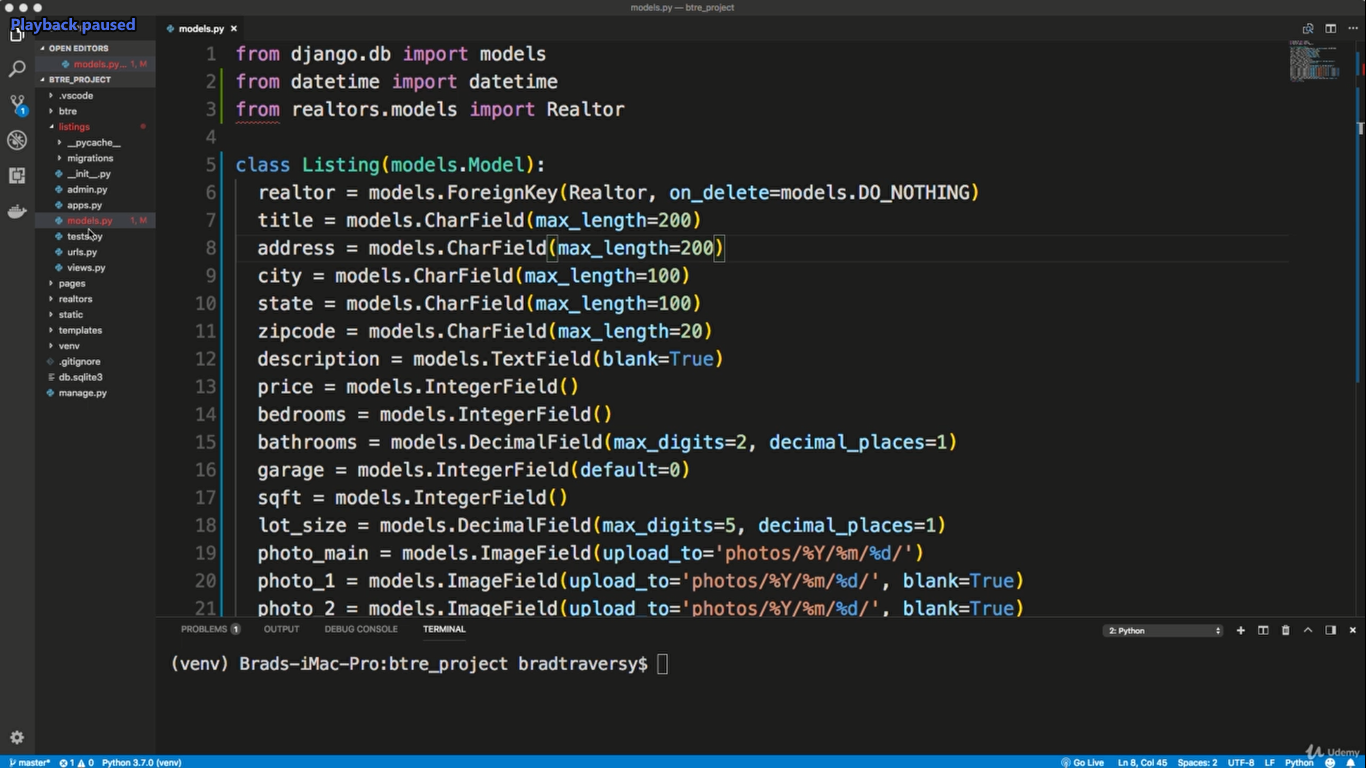 models.py — btre_project
Playback paused
OPEN EDITORS
models.py... 1, M
BTRE_PROJECT
.vscode
btre
listings
__pycache__
migrations
__init__.py
admin.py
apps.py
models.py 1, M
tests.py
urls.py
views.py
pages
realtors
static
templates
venv
.gitignore
db.sqlite3
manage.py
1
models.py ×
1 from django.db import models
2 from datetime import datetime
3 from realtors.models import Realtor
4
5 class Listing(models.Model):
6 realtor = models.ForeignKey(Realtor, on_delete=models.DO_NOTHING)
7 title = models.CharField(max_length=200)
8 address = models.CharField(max_length=200)
9 city = models.CharField(max_length=100)
10 state = models.CharField(max_length=100)
11 zipcode = models.CharField(max_length=20)
12 description = models.TextField(blank=True)
13 price = models.IntegerField()
14 bedrooms = models.IntegerField()
15 bathrooms = models.DecimalField(max_digits=2, decimal_places=1)
16 garage = models.IntegerField(default=0)
17 sqft = models.IntegerField()
18 lot_size = models.DecimalField(max_digits=5, decimal_places=1)
19 photo_main = models.ImageField(upload_to='photos/%Y/%m/%d/')
20 photo_1 = models.ImageField(upload_to='photos/%Y/%m/%d/', blank=True)
21 photo_2 = models.ImageField(upload_to='photos/%Y/%m/%d/', blank=True)
PROBLEMS 1 OUTPUT DEBUG CONSOLE TERMINAL 2: Python
(venv) Brads-iMac-Pro:btre_project bradtraversy$
Udemy
master* 1 0 Python 3.7.0 (venv) Go Live Ln 8, Col 45 Spaces: 2 UTF-8 LF Python